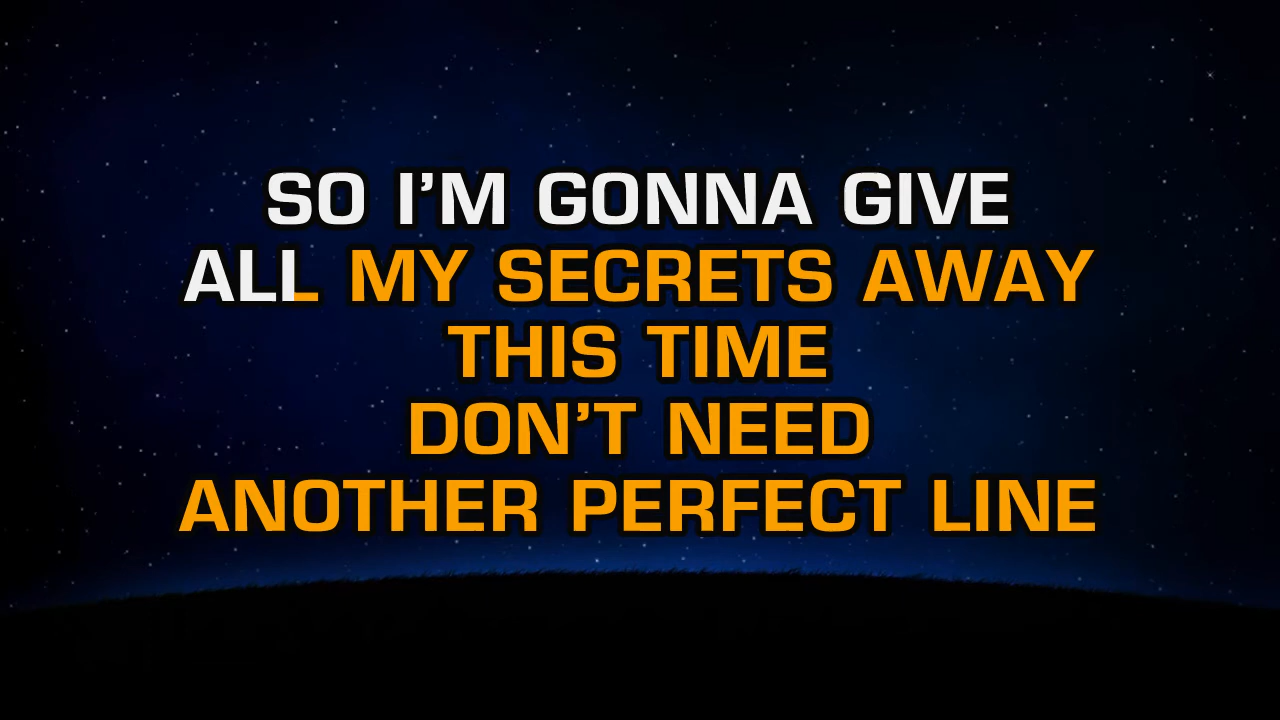 SO I’M GONNA GIVE
ALL MY SECRETS AWAY
THIS TIME
DON’T NEED
ANOTHER PERFECT LINE